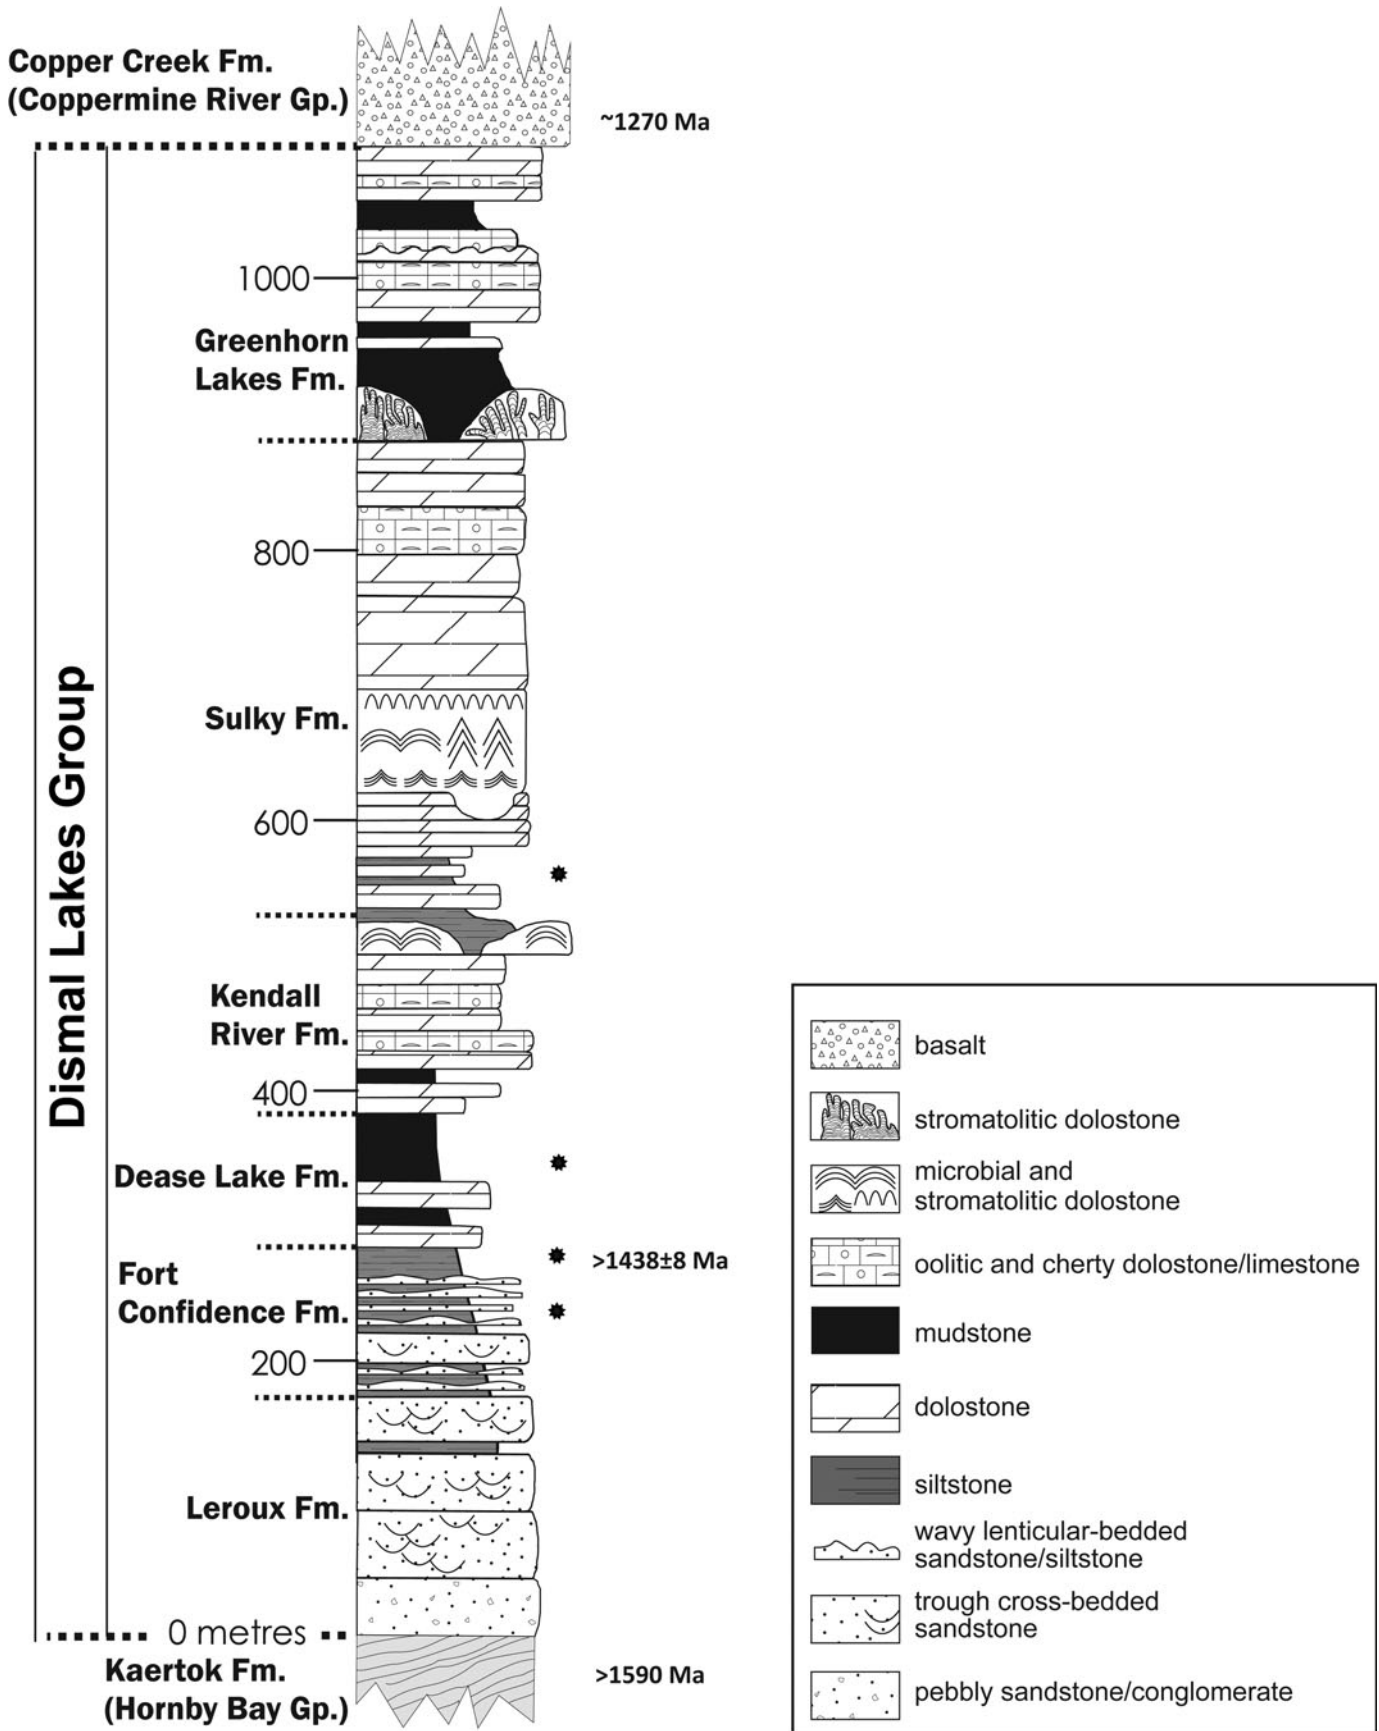 Copper Creek Fm.
(Coppermine River Gp.)
~1270 Ma
1000
Greenhorn
Lakes Fm.
800
Sulky Fm.
600
Dismal Lakes Group
Kendall
River Fm.
400
Dease Lake Fm.
>1438±8 Ma
Fort
Confidence Fm.
200
Leroux Fm.
0 metres
Kaertok Fm.
(Hornby Bay Gp.)
>1590 Ma
basalt
stromatolitic dolostone
microbial and
stromatolitic dolostone
oolitic and cherty dolostone/limestone
mudstone
dolostone
siltstone
wavy lenticular-bedded
sandstone/siltstone
trough cross-bedded
sandstone
pebbly sandstone/conglomerate